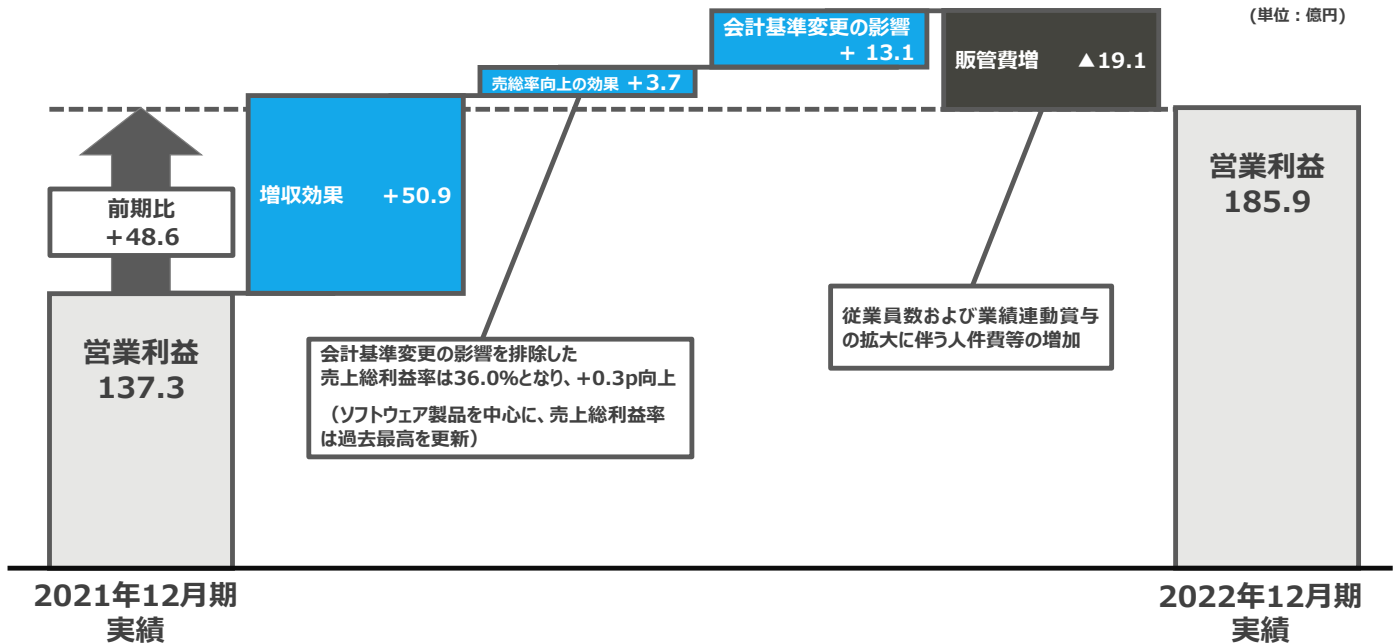 (単位：億円)
会計基準変更の影響
+ 13.1
販管費増 ▲19.1
売総率向上の効果 +3.7
増収効果 +50.9
前期比
+48.6
営業利益
137.3
営業利益
185.9
会計基準変更の影響を排除した
売上総利益率は36.0%となり、+0.3p向上
（ソフトウェア製品を中心に、売上総利益率
は過去最高を更新）
従業員数および業績連動賞与
の拡大に伴う人件費等の増加
2021年12月期
実績
2022年12月期
実績